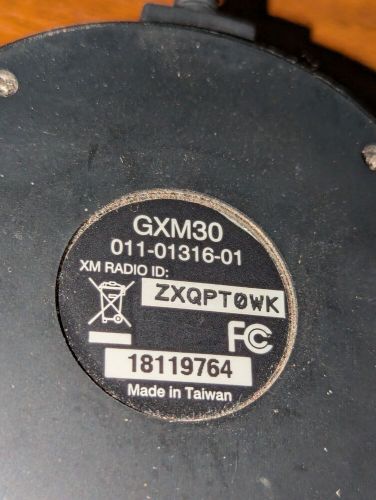 GXM30
011-01316-01
XM RADIO ID:
ZXQPT0WK
FC
18119764
Made in Taiwan